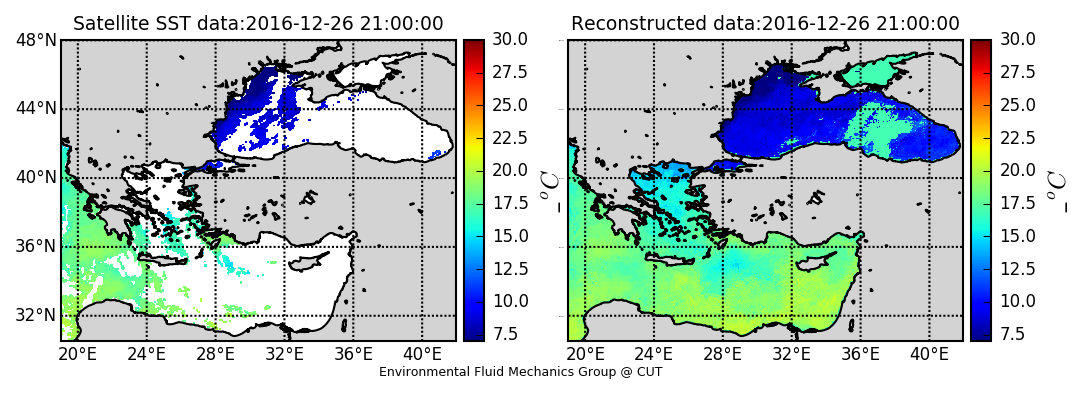 Satellite SST data:2016-12-26 21:00:00
48°N
44°N
40°N
36°N
32°N
20°E 24°E 28°E 32°E 36°E 40°E
30.0
27.5
25.0
22.5
20.0
17.5
15.0
12.5
10.0
7.5
_°C
Reconstructed data:2016-12-26 21:00:00
20°E 24°E 28°E 32°E 36°E 40°E
30.0
27.5
25.0
22.5
20.0
17.5
15.0
12.5
10.0
7.5
_°C
Environmental Fluid Mechanics Group @ CUT